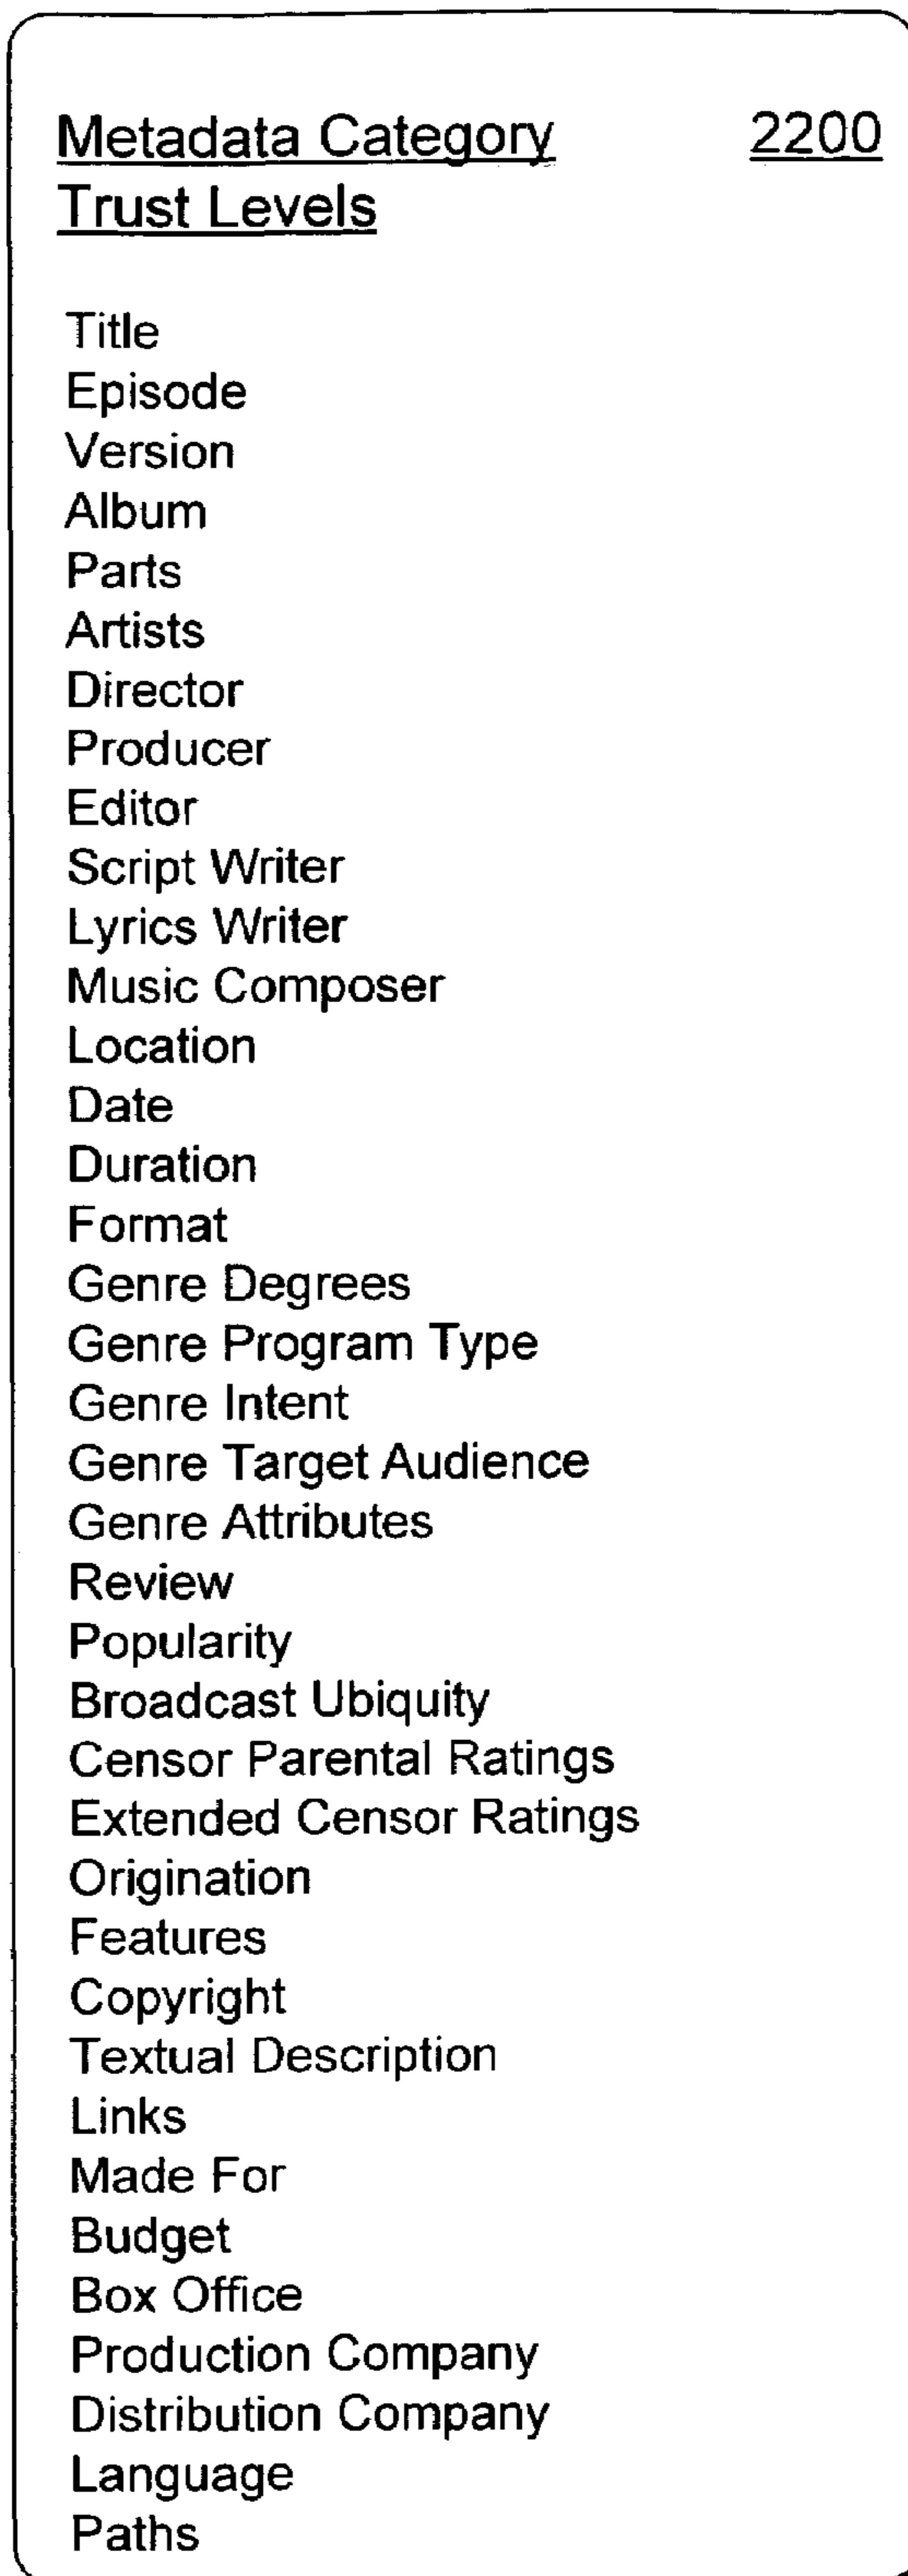 Metadata Category 2200
Trust Levels
Title
Episode
Version
Album
Parts
Artists
Director
Producer
Editor
Script Writer
Lyrics Writer
Music Composer
Location
Date
Duration
Format
Genre Degrees
Genre Program Type
Genre Intent
Genre Target Audience
Genre Attributes
Review
Popularity
Broadcast Ubiquity
Censor Parental Ratings
Extended Censor Ratings
Origination
Features
Copyright
Textual Description
Links
Made For
Budget
Box Office
Production Company
Distribution Company
Language
Paths